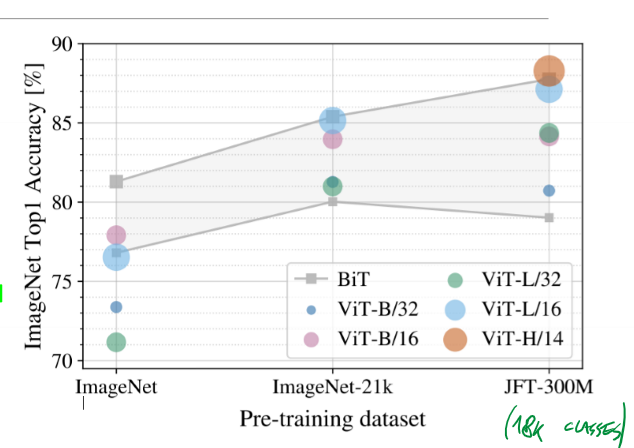 90
85
80
75
70
ImageNet Top1 Accuracy [%]
BiT
ViT-B/32
ViT-B/16
ViT-L/32
ViT-L/16
ViT-H/14
ImageNet
ImageNet-21k
JFT-300M
Pre-training dataset
(18K CLASSES)